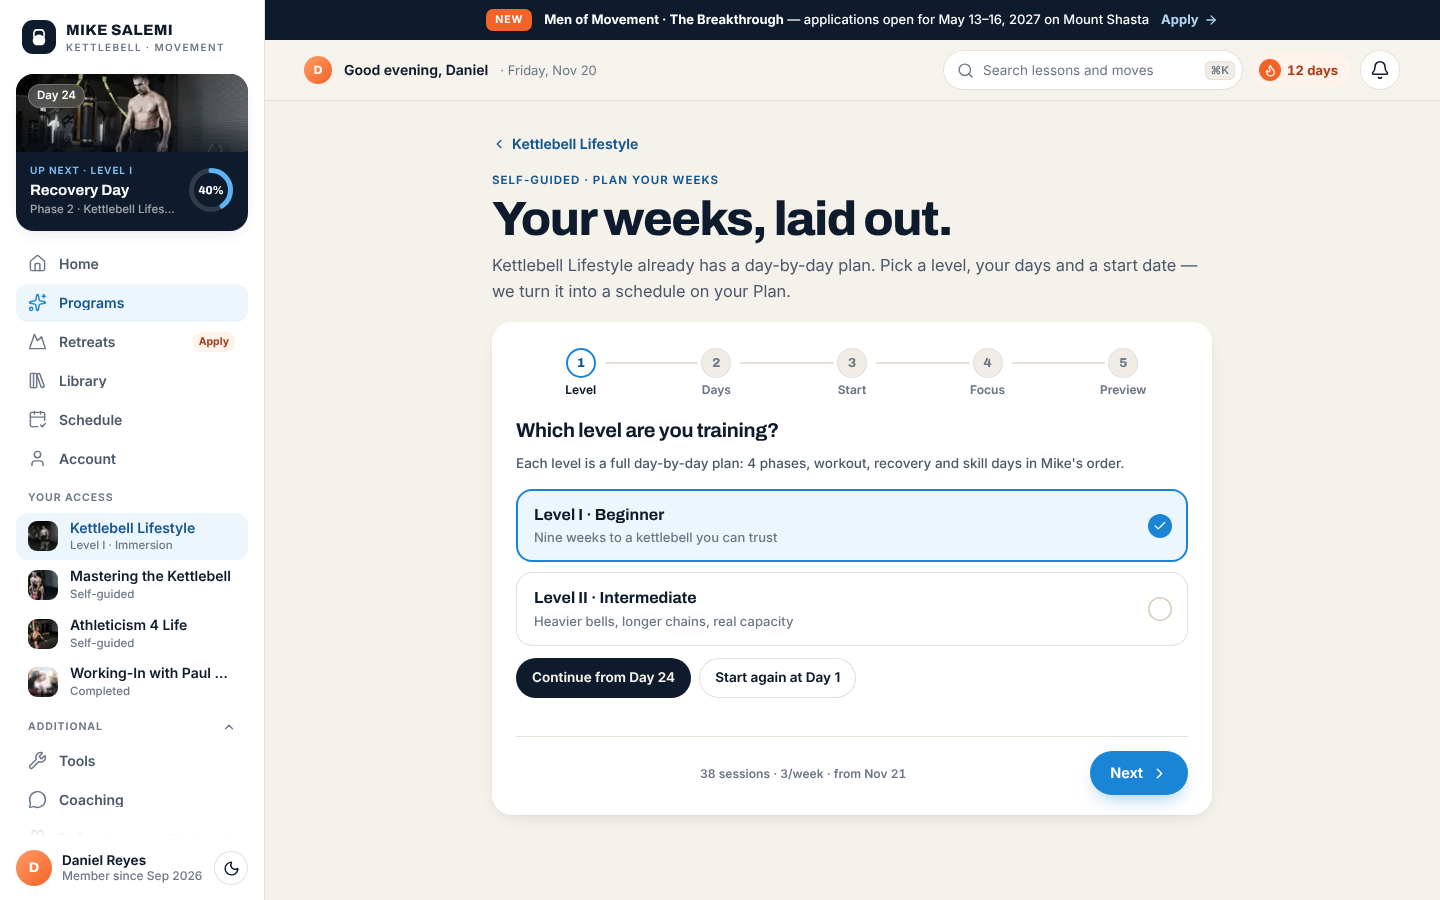 MIKE SALEMI
KETTLEBELL · MOVEMENT
Day 24
UP NEXT · LEVEL I
Recovery Day
Phase 2 · Kettlebell Lifes...
40%
Home
Programs
Retreats
Apply
Library
Schedule
Account
YOUR ACCESS
Kettlebell Lifestyle
Level I · Immersion
Mastering the Kettlebell
Self-guided
Athleticism 4 Life
Self-guided
Working-In with Paul ...
Completed
ADDITIONAL
Tools
Coaching
D
Daniel Reyes
Member since Sep 2026
NEW Men of Movement · The Breakthrough — applications open for May 13–16, 2027 on Mount Shasta Apply →
D Good evening, Daniel · Friday, Nov 20
Search lessons and moves ⌘K
12 days
Kettlebell Lifestyle
SELF-GUIDED · PLAN YOUR WEEKS
Your weeks, laid out.
Kettlebell Lifestyle already has a day-by-day plan. Pick a level, your days and a start date —
we turn it into a schedule on your Plan.
1 2 3 4 5
Level Days Start Focus Preview
Which level are you training?
Each level is a full day-by-day plan: 4 phases, workout, recovery and skill days in Mike's order.
Level I · Beginner
Nine weeks to a kettlebell you can trust
Level II · Intermediate
Heavier bells, longer chains, real capacity
Continue from Day 24
Start again at Day 1
38 sessions · 3/week · from Nov 21
Next